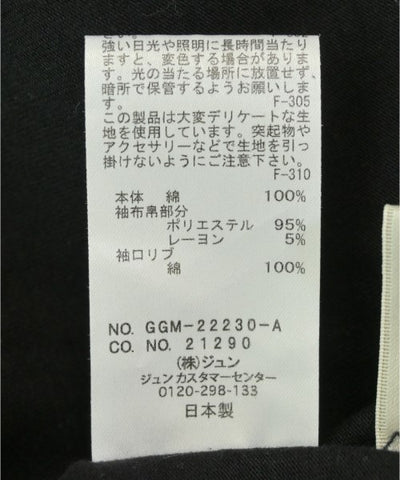 強い日光や照明に長時間当たり
ますと、変色する場合がありま
す。光の当たる場所に放置せず、
暗所で保管するようお願いしま
す。
F-305
この製品は大変デリケートな生
地を使用しています。突起物や
アクセサリーなどで生地を引っ
掛けないようにご注意下さい。
F-310
本体 綿 100%
袖布帛部分
ポリエステル 95%
レーヨン 5%
袖口リブ
綿 100%
NO. GGM-22230-A
CO. NO. 21290
(株)ジュン
ジュン カスタマーセンター
0120-298-133
日本製